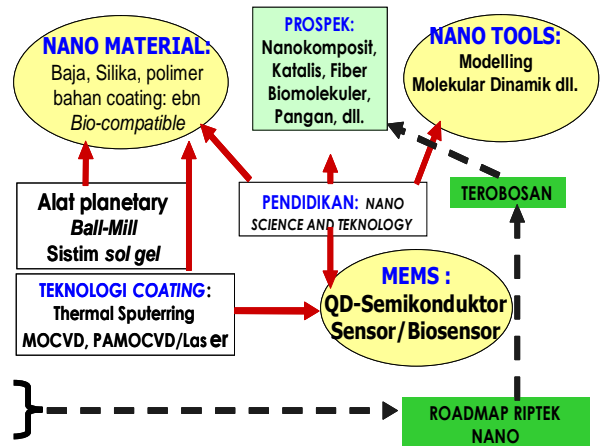 NANO MATERIAL:
Baja, Silika, polimer
bahan coating: ebn
Bio-compatible
PROSPEK:
Nanokomposit,
Katalis, Fiber
Biomolekuler,
Pangan, dll.
NANO TOOLS:
Modelling
Molekular Dinamik dll.
Alat planetary
Ball-Mill
Sistim sol gel
PENDIDIKAN: NANO
SCIENCE AND TEKNOLOGY
TEROBOSAN
TEKNOLOGI COATING:
Thermal Sputerring
MOCVD, PAMOCVD/Laser
MEMS :
QD-Semikonduktor
Sensor/Biosensor
ROADMAP RIPTEK
NANO